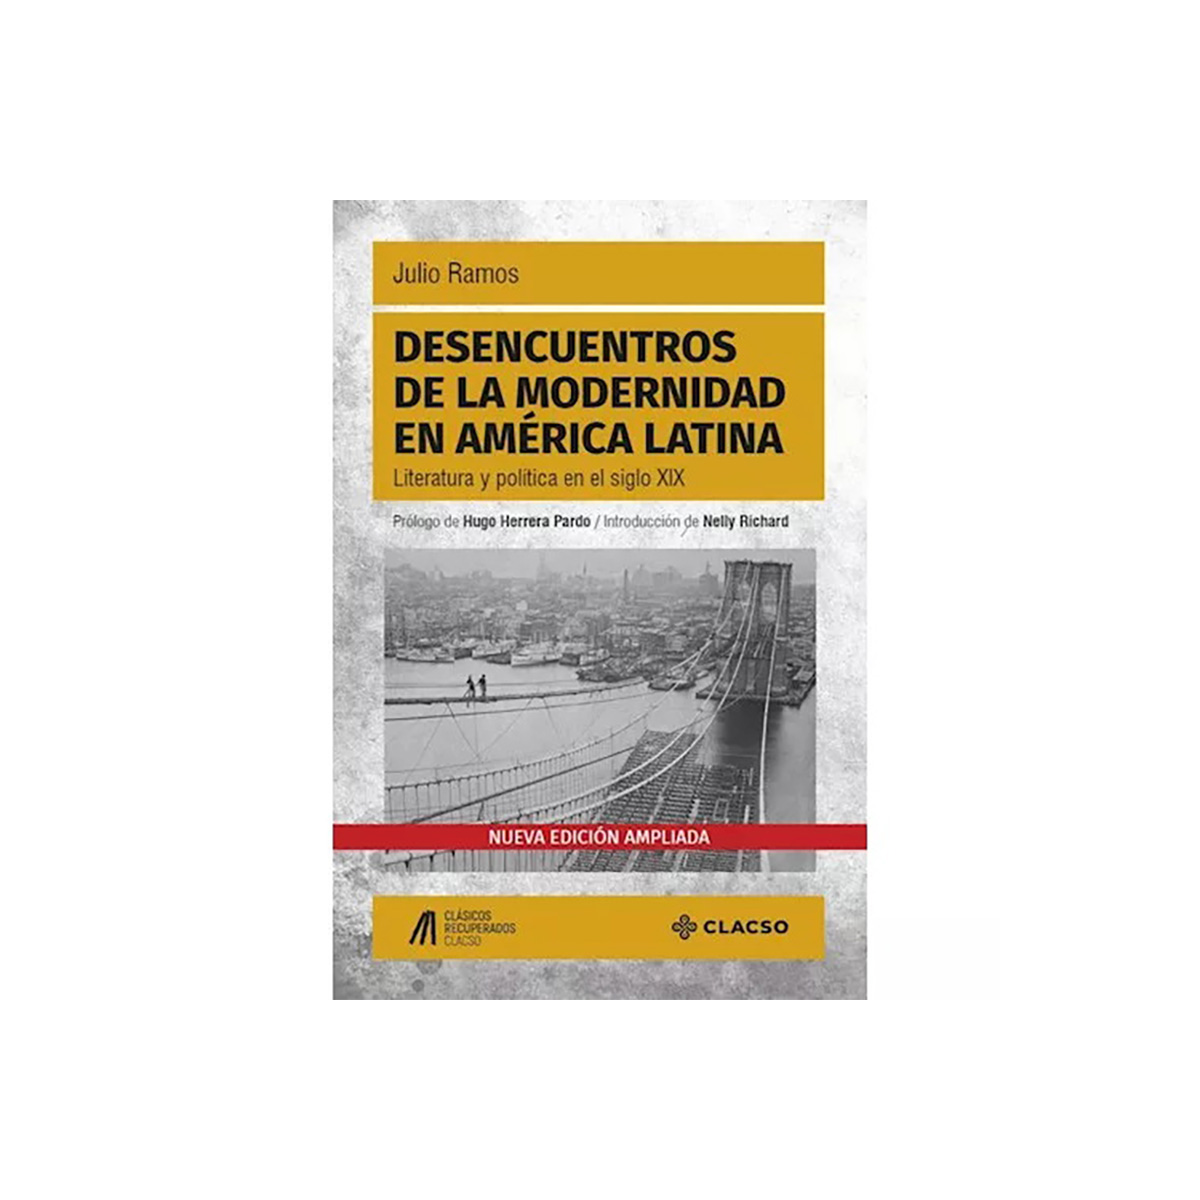 Julio Ramos
DESENCUENTROS
DE LA MODERNIDAD
EN AMÉRICA LATINA
Literatura y política en el siglo XIX
Prólogo de Hugo Herrera Pardo / Introducción de Nelly Richard
NUEVA EDICIÓN AMPLIADA
CLÁSICOS
RECUPERADOS
CLACSO
CLACSO